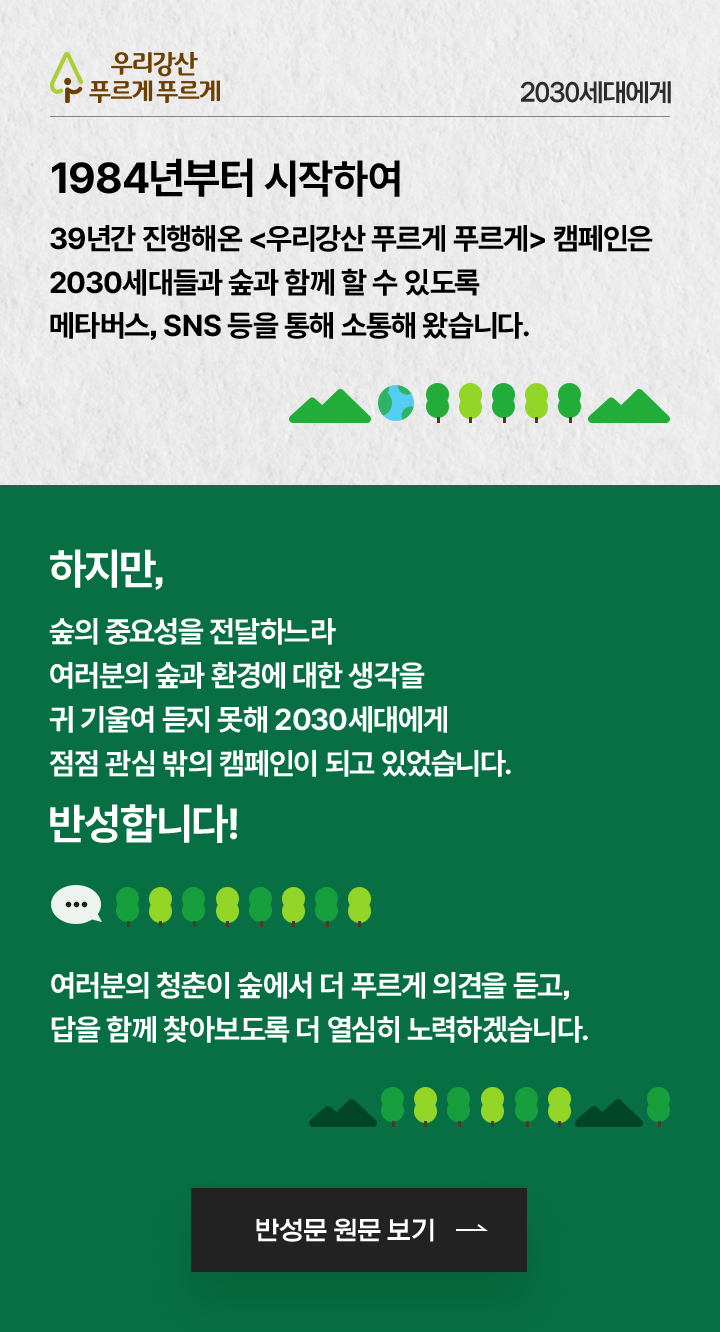 우리강산
푸르게 푸르게
2030세대에게
1984년부터 시작하여
39년간 진행해온 <우리강산 푸르게 푸르게> 캠페인은
2030세대들과 숲과 함께 할 수 있도록
메타버스, SNS 등을 통해 소통해 왔습니다.
하지만,
숲의 중요성을 전달하느라
여러분의 숲과 환경에 대한 생각을
귀 기울여 듣지 못해 2030세대에게
점점 관심 밖의 캠페인이 되고 있었습니다.
반성합니다!
여러분의 청춘이 숲에서 더 푸르게 의견을 듣고,
답을 함께 찾아보도록 더 열심히 노력하겠습니다.
반성문 원문 보기